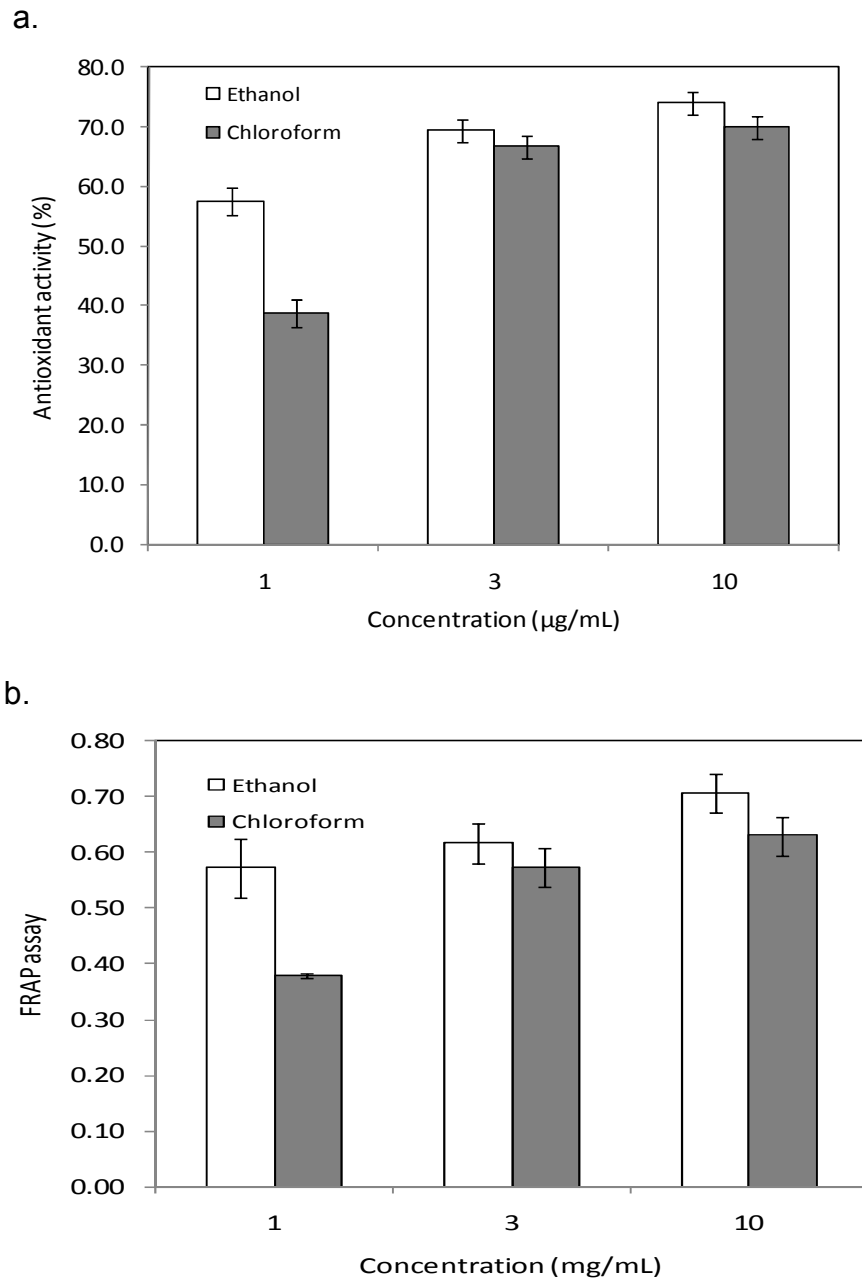 a.
80.0
70.0
60.0
50.0
40.0
30.0
20.0
10.0
0.0
Antioxidant activity (%)
Ethanol
Chloroform
1 3 10
Concentration (µg/mL)
b.
0.80
0.70
0.60
0.50
0.40
0.30
0.20
0.10
0.00
FRAP assay
Ethanol
Chloroform
1 3 10
Concentration (mg/mL)